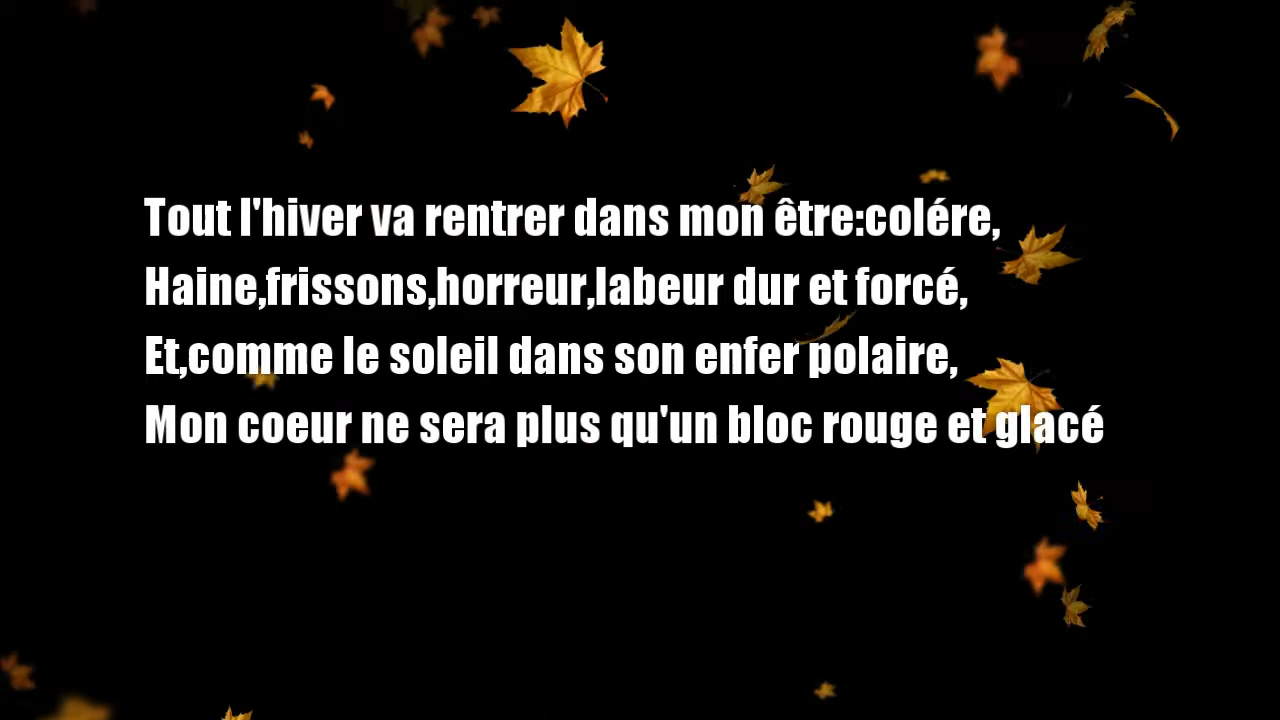 Tout l'hiver va rentrer dans mon être:colére,
Haine,frissons,horreur,labeur dur et forcé,
Et,comme le soleil dans son enfer polaire,
Mon coeur ne sera plus qu'un bloc rouge et glacé